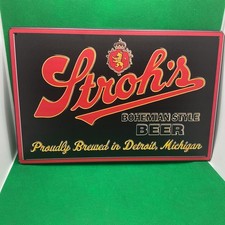 Stroh's
BOHEMIAN STYLE
BEER
Proudly Brewed in Detroit, Michigan